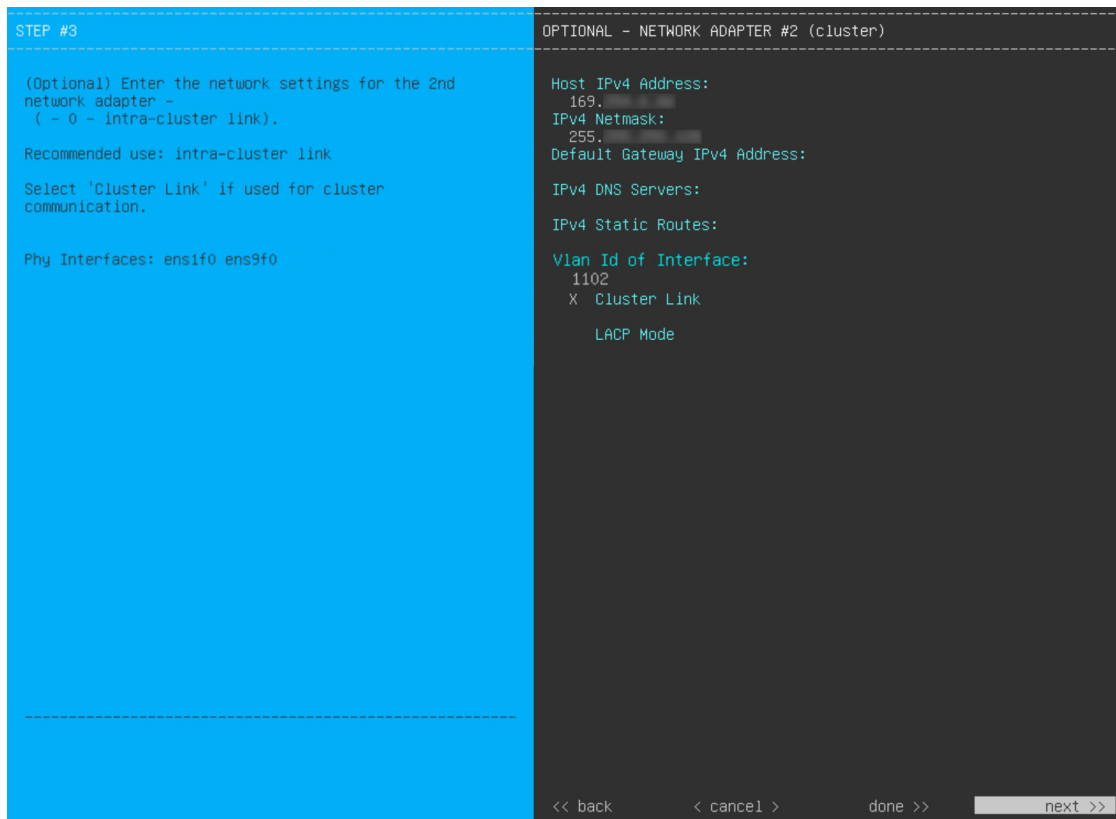 STEP #3
(Optional) Enter the network settings for the 2nd
network adapter -
( - 0 - intra-cluster link).
Recommended use: intra-cluster link
Select 'Cluster Link' if used for cluster
communication.
Phy Interfaces: ens1f0 ens9f0
OPTIONAL - NETWORK ADAPTER #2 (cluster)
Host IPv4 Address:
169.
IPv4 Netmask:
255.
Default Gateway IPv4 Address:
IPv4 DNS Servers:
IPv4 Static Routes:
Vlan Id of Interface:
1102
X Cluster Link
LACP Mode
<< back < cancel > done >> next >>